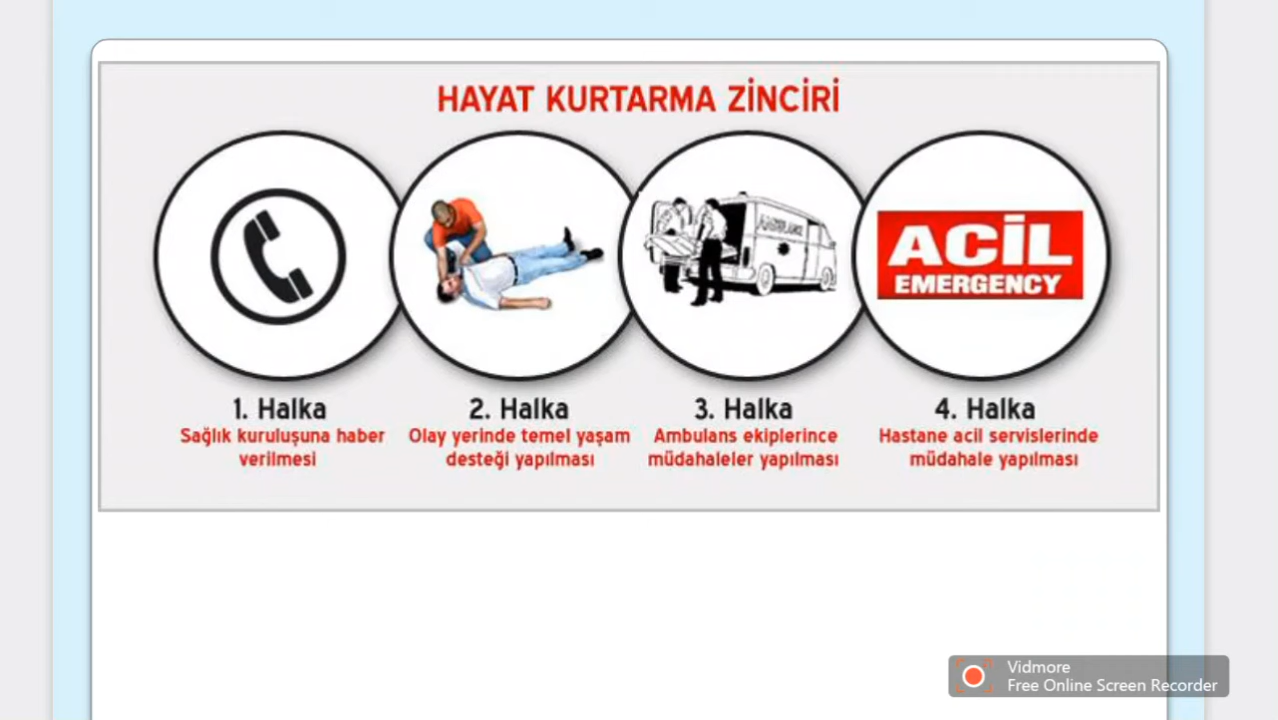 HAYAT KURTARMA ZİNCİRİ
AMBULANCE
ACİL
EMERGENCY
1. Halka
Sağlık kuruluşuna haber
verilmesi
2. Halka
Olay yerinde temel yaşam
desteği yapılması
3. Halka
Ambulans ekiplerince
müdahaleler yapılması
4. Halka
Hastane acil servislerinde
müdahale yapılması
Vidmore
Free Online Screen Recorder